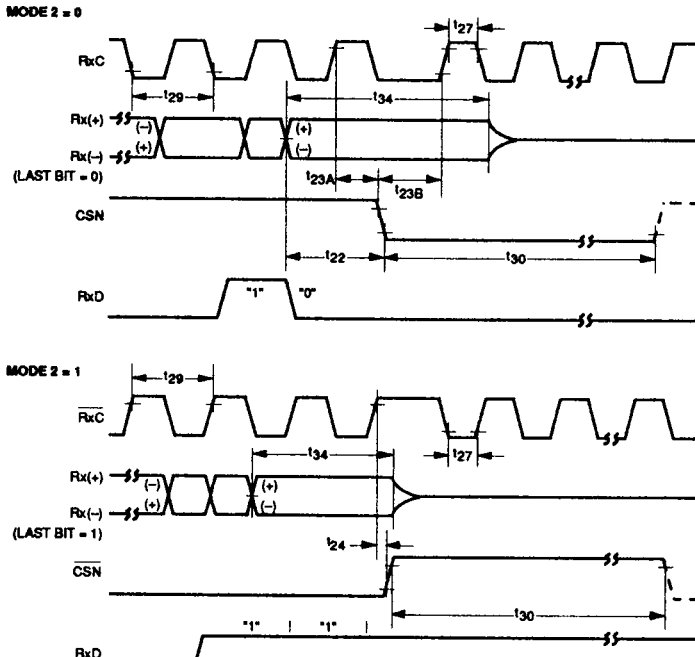 MODE 2 = 0
t27
RxC
t29
t34
Rx(+)
(–)
(+)
(+)
(–)
Rx(–)
(LAST BIT = 0)
t23A
t23B
CSN
t22
t30
RxD
"1"
"0"
MODE 2 = 1
t29
RxC
t34
t27
Rx(+)
(–)
(+)
(+)
(–)
Rx(–)
(LAST BIT = 1)
t24
CSN
t30
"1"
"1"
RxD